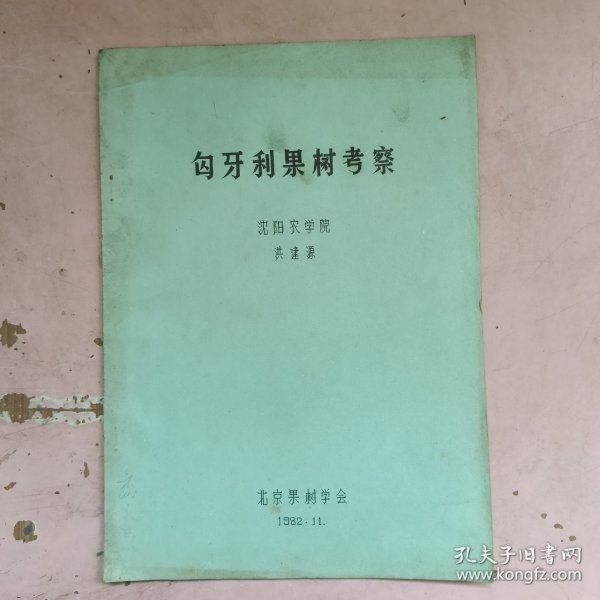 匈牙利果树考察
沈阳农学院
洪建源
北京果树学会
1982.11.
孔夫子旧书网
www.kongfz.com